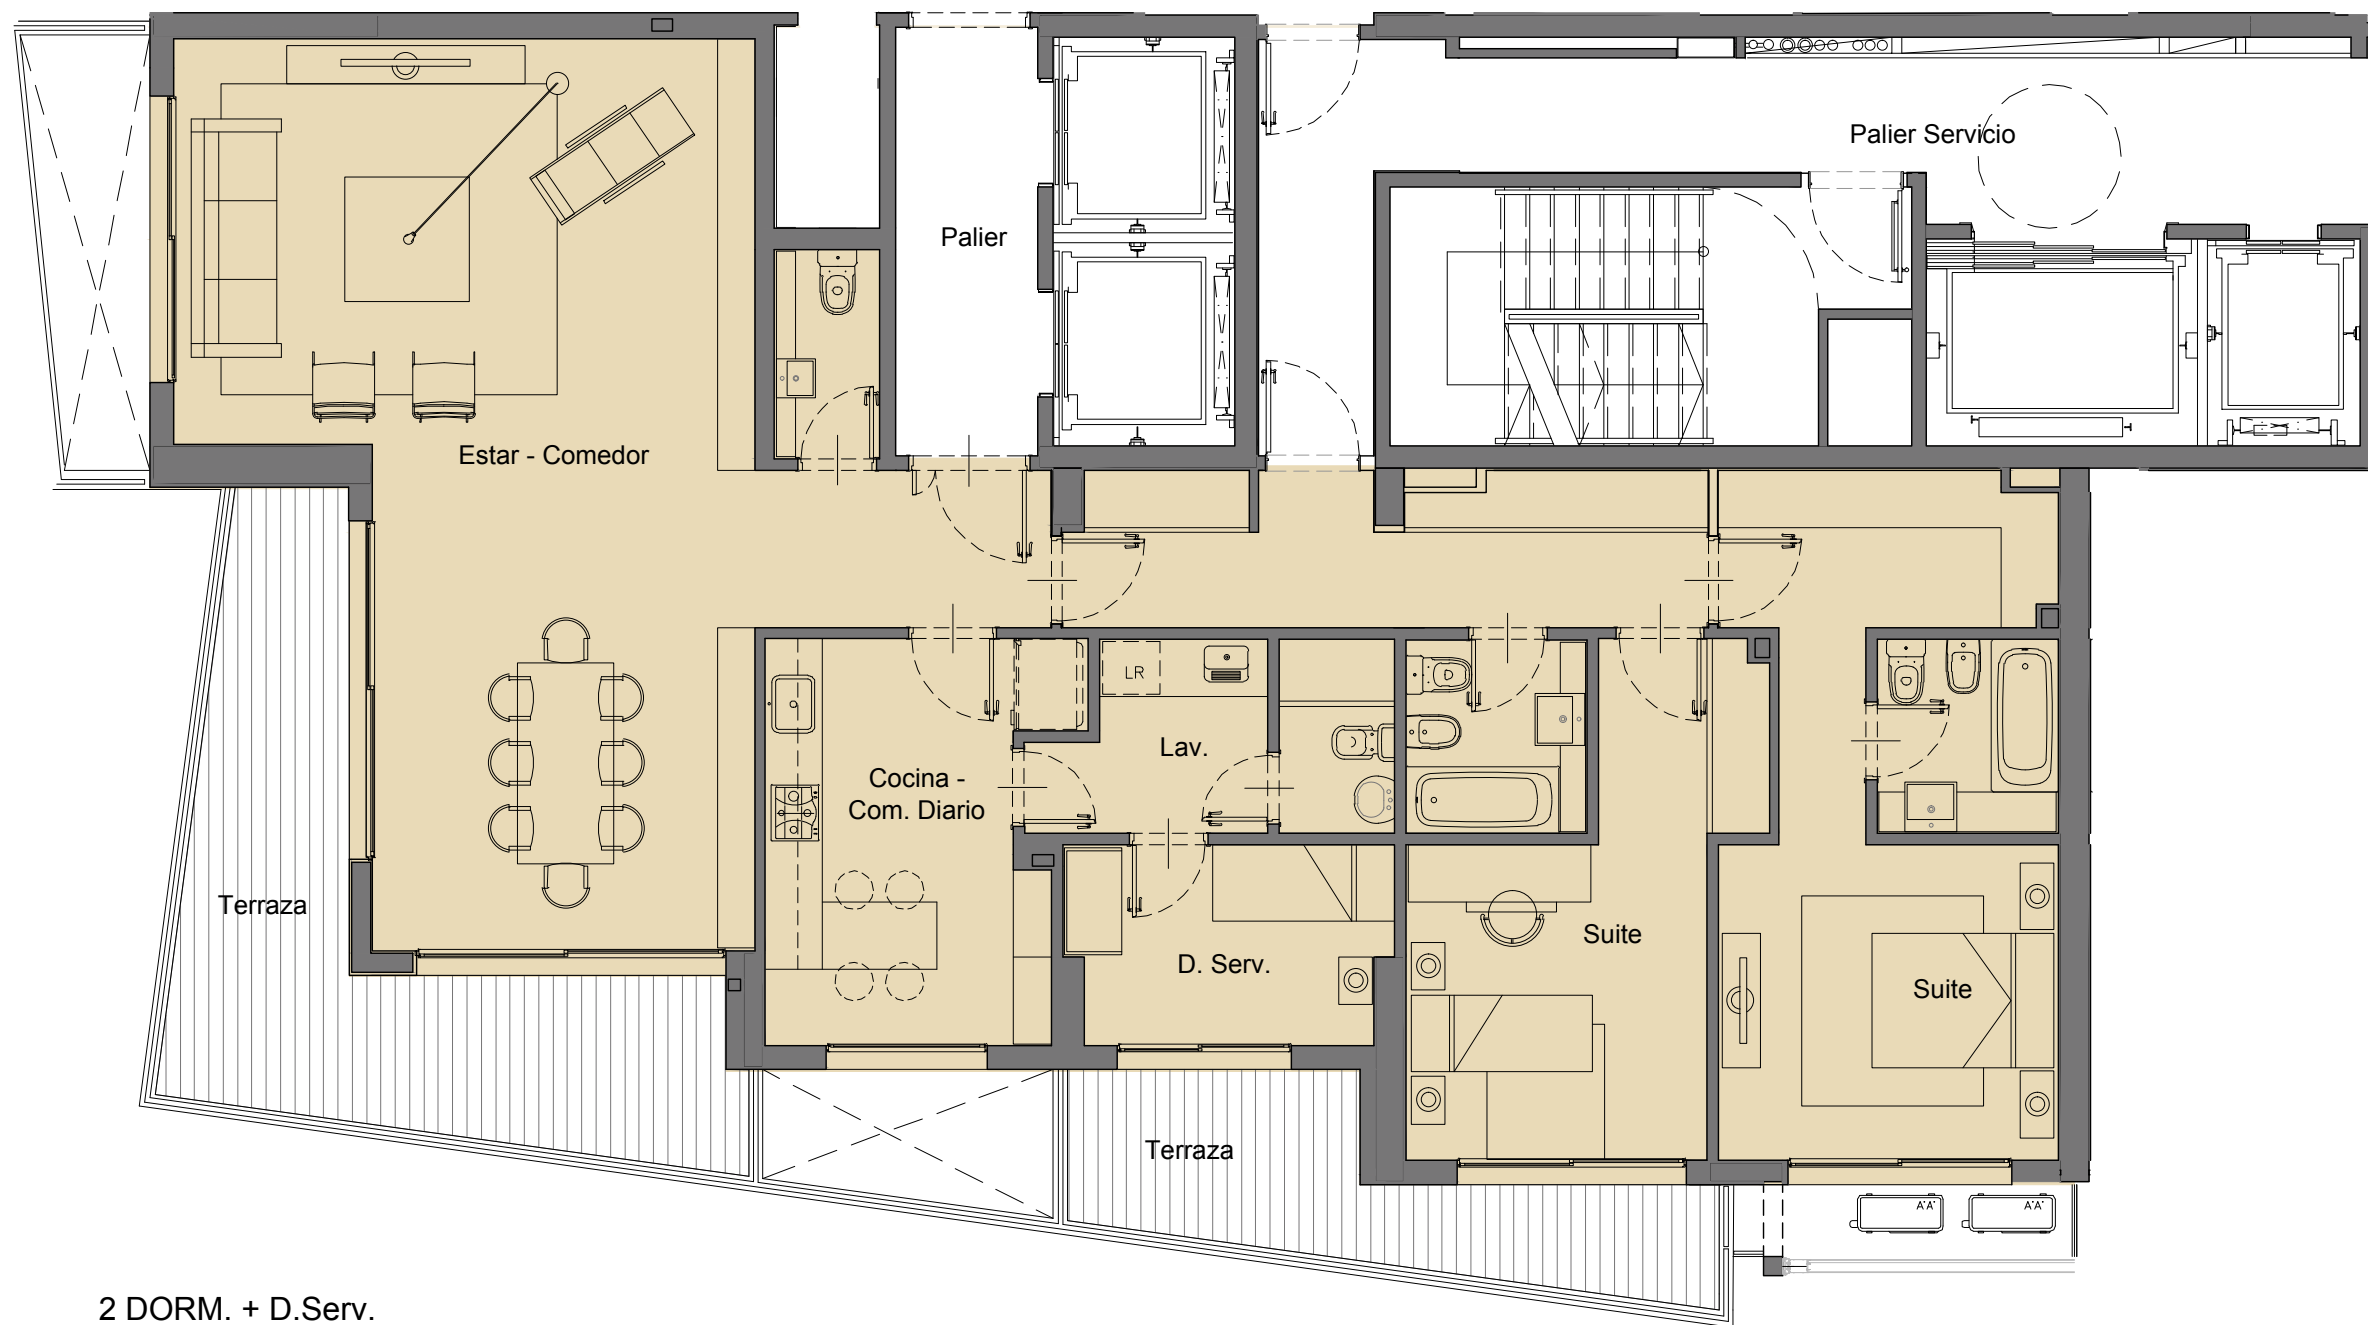 Palier Servicio
Palier
Estar - Comedor
LR
Lav.
Cocina -
Com. Diario
Terraza
Suite
D. Serv.
Suite
Terraza
A'A'
A'A'
2 DORM. + D.Serv.